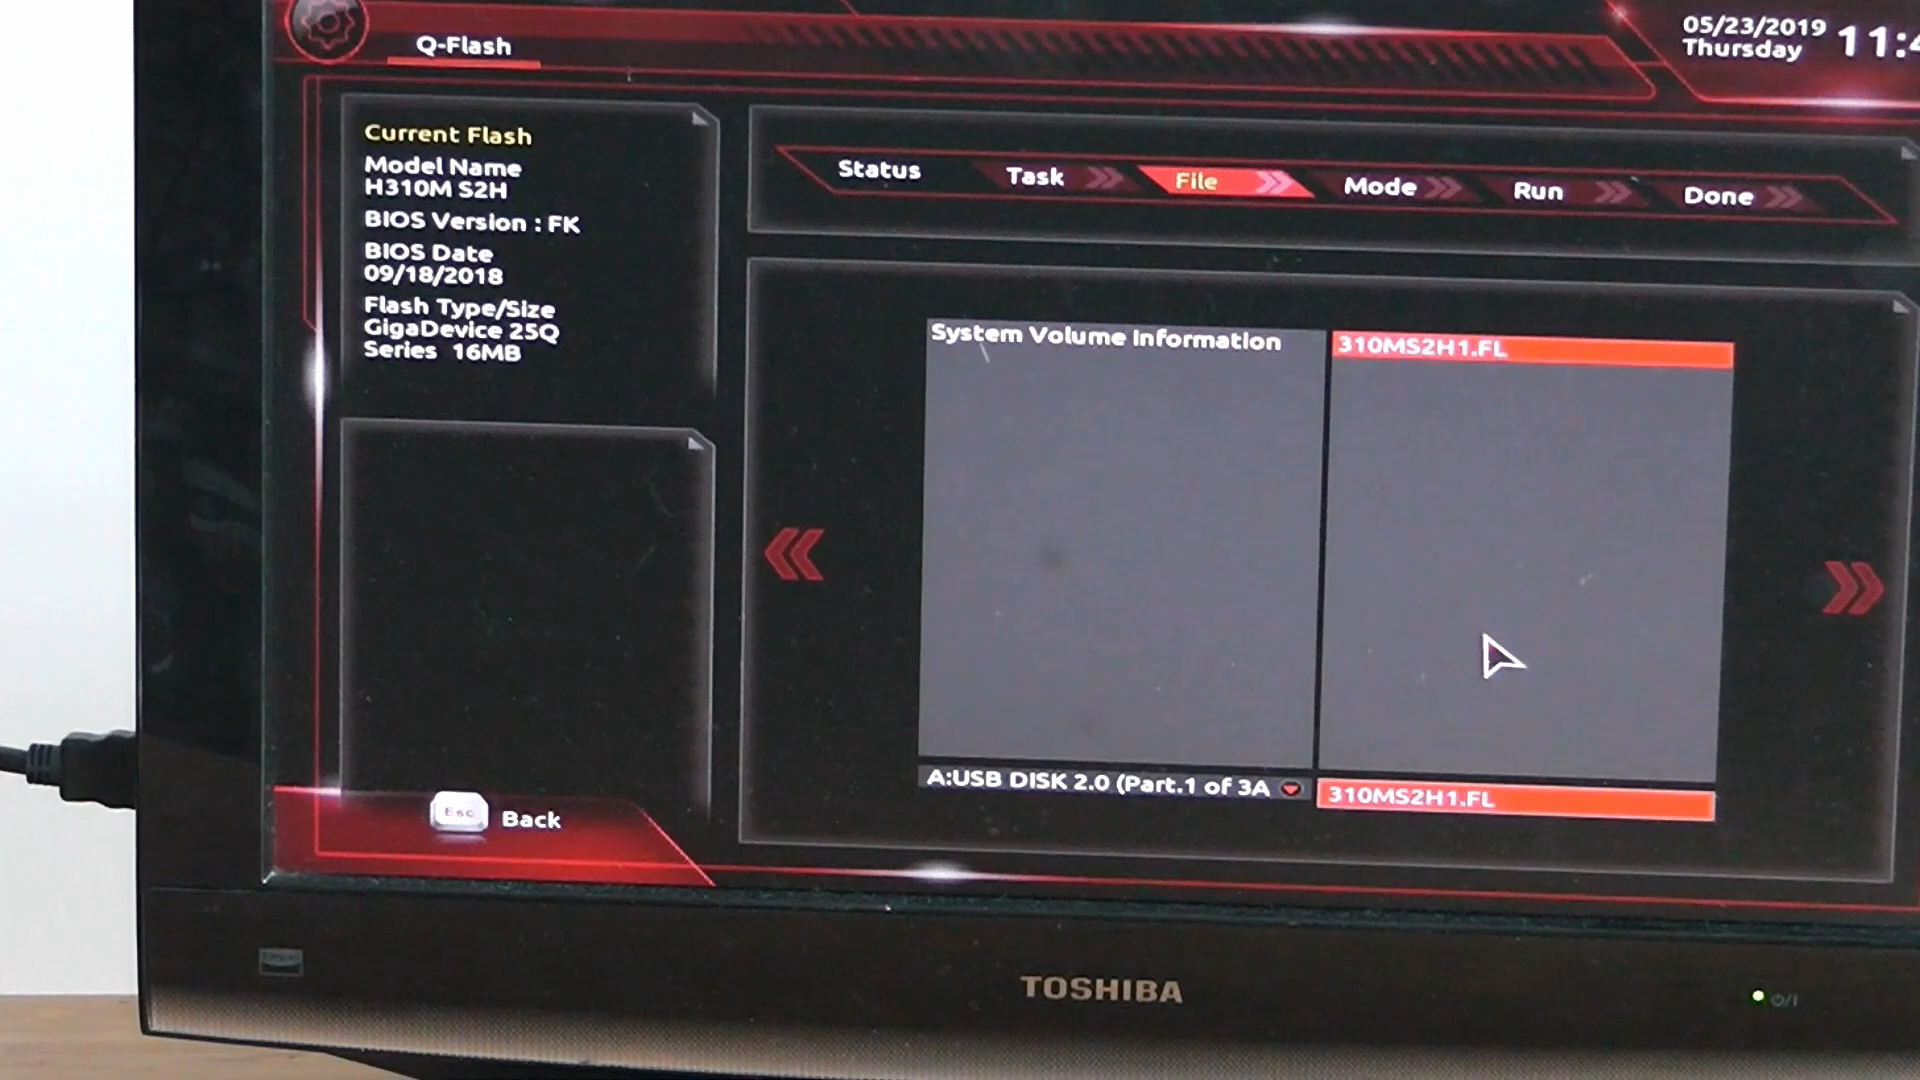 Q-Flash
05/23/2019
Thursday
11:4
Current Flash
Model Name
H310M S2H
BIOS Version : FK
BIOS Date
09/18/2018
Flash Type/Size
GigaDevice 25Q
Series 16MB
Status
Task
File
Mode
Run
Done
System Volume Information
310MS2H1.FL
A:USB DISK 2.0 (Part.1 of 3A
310MS2H1.FL
Esc
Back
TOSHIBA